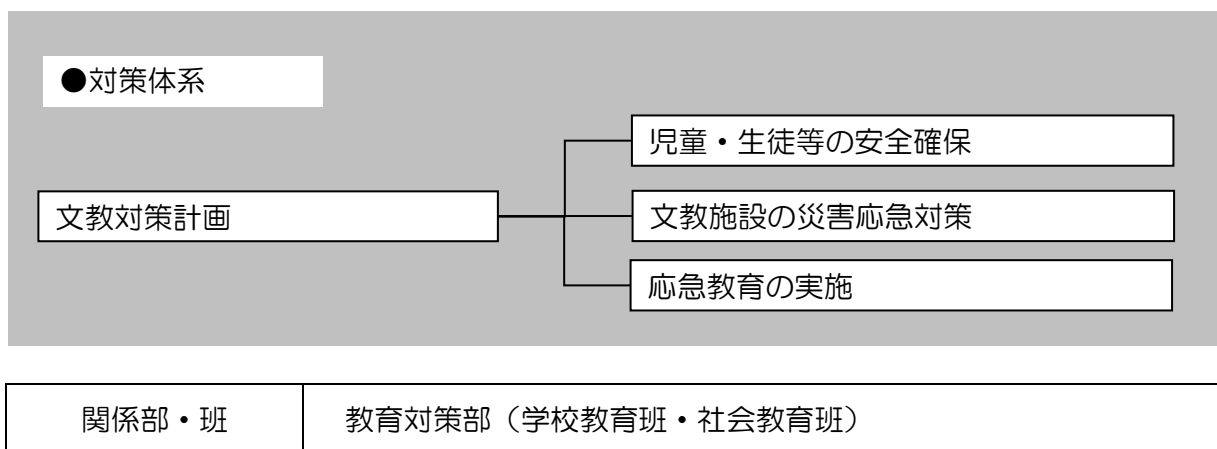 ●対策体系
文教対策計画
児童・生徒等の安全確保
文教施設の災害応急対策
応急教育の実施
関係部・班 教育対策部（学校教育班・社会教育班）